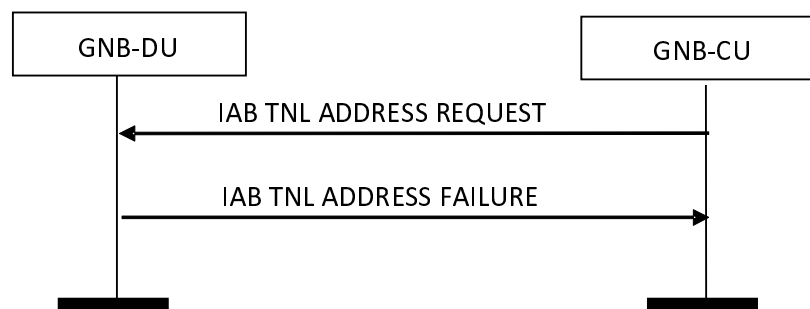 GNB-DU
GNB-CU
IAB TNL ADDRESS REQUEST
IAB TNL ADDRESS FAILURE